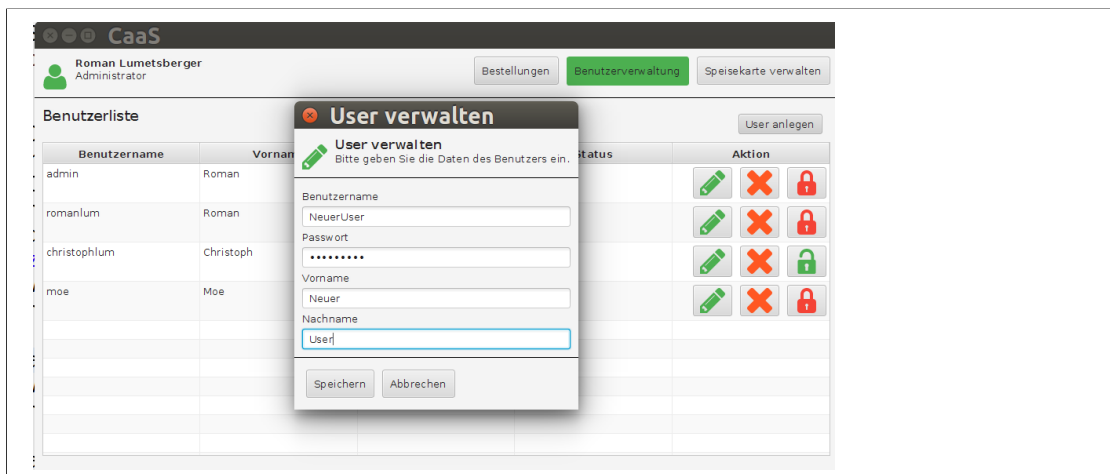 CaaS
Roman Lumetsberger
Administrator
Bestellungen
Benutzerverwaltung
Speisekarte verwalten
Benutzerliste
User anlegen
Benutzername
Vornan
Status
Aktion
admin
Roman
romanlum
Roman
christophlum
Christoph
moe
Moe
User verwalten
User verwalten
Bitte geben Sie die Daten des Benutzers ein.
Benutzername
NeuerUser
Passwort
•••••••••
Vorname
Neuer
Nachname
User
Speichern
Abbrechen